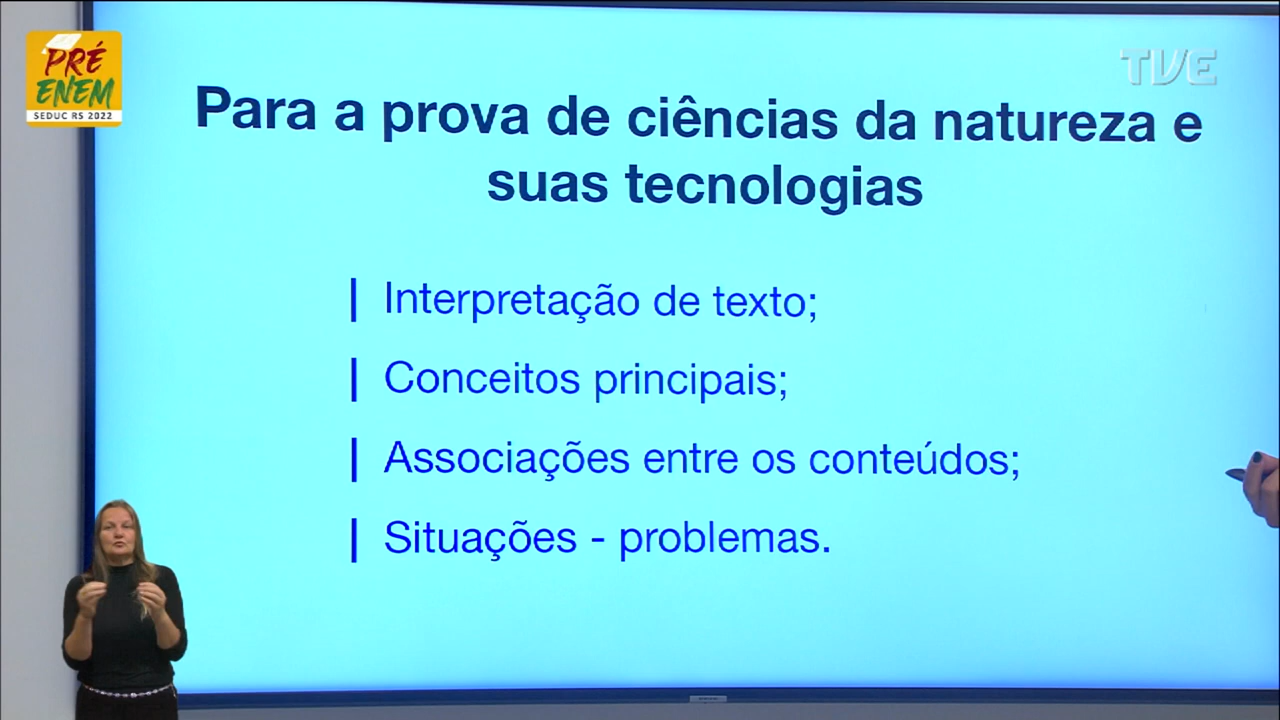 PRÉ
ENEM
SEDUC RS 2022
TVE
Para a prova de ciências da natureza e
suas tecnologias
Interpretação de texto;
Conceitos principais;
Associações entre os conteúdos;
Situações - problemas.